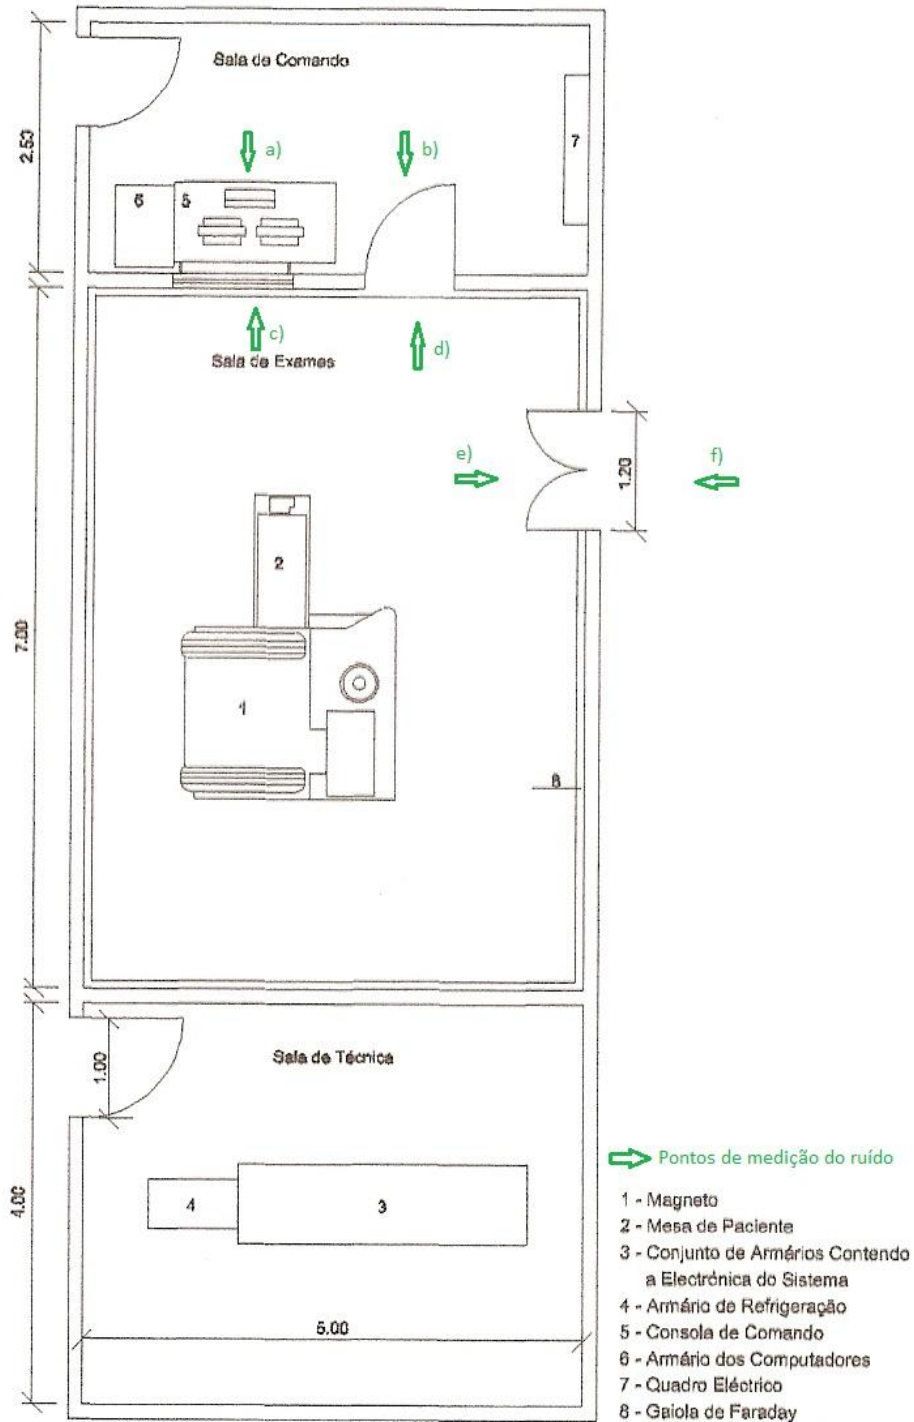 Sala de Comando
2.50
a)
b)
7
6
5
c)
d)
Sala de Exames
e)
f)
1.20
2
7.00
1
8
Sala de Técnica
1.00
4.00
4
3
5.00
Pontos de medição do ruído
1 - Magneto
2 - Mesa de Paciente
3 - Conjunto de Armários Contendo
a Electrónica do Sistema
4 - Armário de Refrigeração
5 - Consola de Comando
6 - Armário dos Computadores
7 - Quadro Eléctrico
8 - Gaiola de Faraday